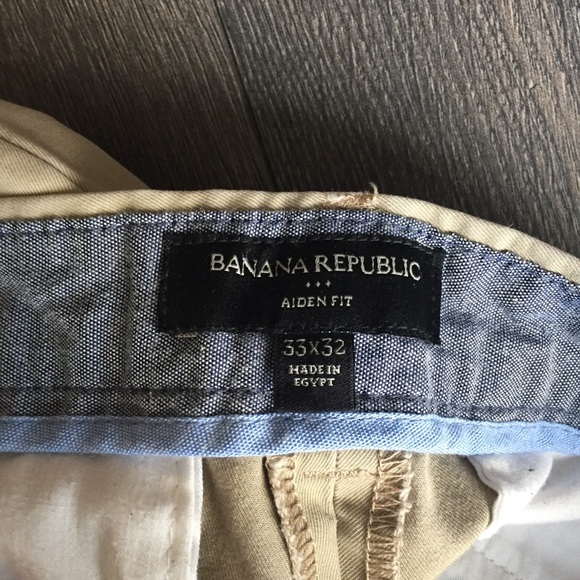 BANANA REPUBLIC
AIDEN FIT
33x32
MADE IN
EGYPT